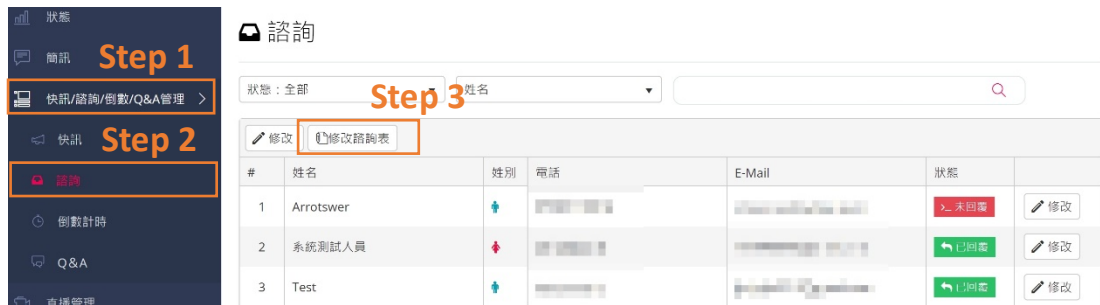 狀態
簡訊
Step 1
快訊/諮詢/倒數/Q&A管理
快訊
Step 2
諮詢
倒數計時
Q&A
直播管理
諮詢
狀態：全部
姓名
Step 3
修改
修改諮詢表
# 姓名 性別 電話 E-Mail 狀態
1 Arrotswer >_ 未回覆 修改
2 系統測試人員 已回覆 修改
3 Test 已回覆 修改